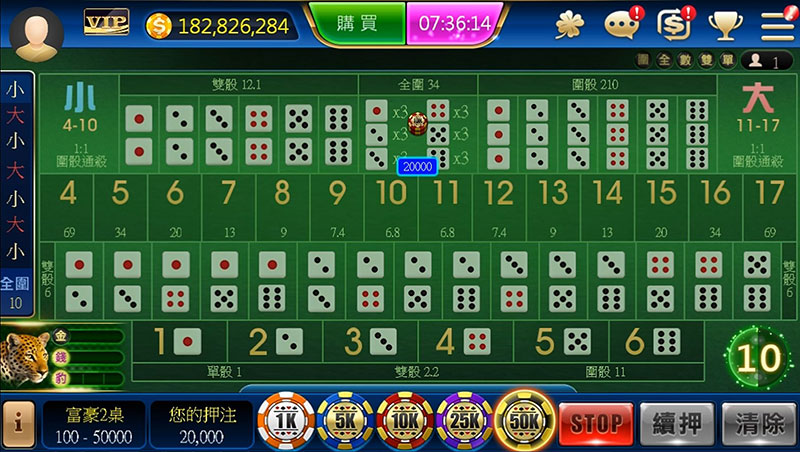 VIP
182,826,284
購買
07:36:14
圍 全 數 雙 單
1
小
大
小
大
小
大
小
全圍
10
小
4-10
1:1
圍骰通殺
雙骰 12.1
全圍 34
x3 x3
x3 x3
x3
20000
圍骰 210
大
11-17
1:1
圍骰通殺
4 5 6 7 8 9 10 11 12 13 14 15 16 17
69 34 20 13 9 7.4 6.8 6.8 7.4 9 13 20 34 69
雙骰 6
雙骰 6
1 2 3 4 5 6
單骰 1
雙骰 2.2
圍骰 11
金
錢
豹
10
i
富豪2桌
100 - 50000
您的押注
20,000
1K
5K
10K
25K
50K
STOP
續押
清除